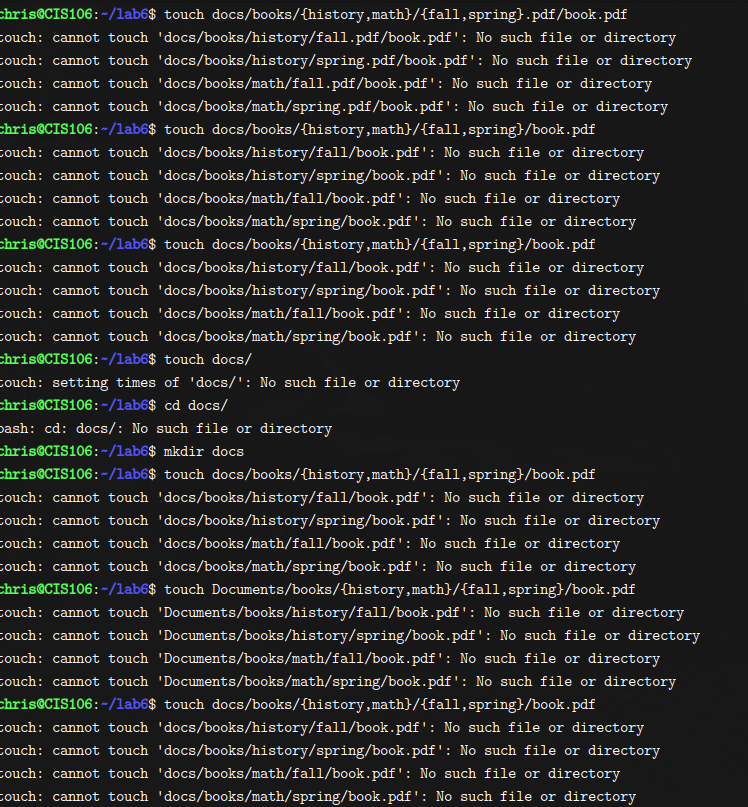 chris@CIS106:~/lab6$ touch docs/books/{history,math}/{fall,spring}.pdf/book.pdf
touch: cannot touch 'docs/books/history/fall.pdf/book.pdf': No such file or directory
touch: cannot touch 'docs/books/history/spring.pdf/book.pdf': No such file or directory
touch: cannot touch 'docs/books/math/fall.pdf/book.pdf': No such file or directory
touch: cannot touch 'docs/books/math/spring.pdf/book.pdf': No such file or directory
chris@CIS106:~/lab6$ touch docs/books/{history,math}/{fall,spring}/book.pdf
touch: cannot touch 'docs/books/history/fall/book.pdf': No such file or directory
touch: cannot touch 'docs/books/history/spring/book.pdf': No such file or directory
touch: cannot touch 'docs/books/math/fall/book.pdf': No such file or directory
touch: cannot touch 'docs/books/math/spring/book.pdf': No such file or directory
chris@CIS106:~/lab6$ touch docs/books/{history,math}/{fall,spring}/book.pdf
touch: cannot touch 'docs/books/history/fall/book.pdf': No such file or directory
touch: cannot touch 'docs/books/history/spring/book.pdf': No such file or directory
touch: cannot touch 'docs/books/math/fall/book.pdf': No such file or directory
touch: cannot touch 'docs/books/math/spring/book.pdf': No such file or directory
chris@CIS106:~/lab6$ touch docs/
touch: setting times of 'docs/': No such file or directory
chris@CIS106:~/lab6$ cd docs/
bash: cd: docs/: No such file or directory
chris@CIS106:~/lab6$ mkdir docs
chris@CIS106:~/lab6$ touch docs/books/{history,math}/{fall,spring}/book.pdf
touch: cannot touch 'docs/books/history/fall/book.pdf': No such file or directory
touch: cannot touch 'docs/books/history/spring/book.pdf': No such file or directory
touch: cannot touch 'docs/books/math/fall/book.pdf': No such file or directory
touch: cannot touch 'docs/books/math/spring/book.pdf': No such file or directory
chris@CIS106:~/lab6$ touch Documents/books/{history,math}/{fall,spring}/book.pdf
touch: cannot touch 'Documents/books/history/fall/book.pdf': No such file or directory
touch: cannot touch 'Documents/books/history/spring/book.pdf': No such file or directory
touch: cannot touch 'Documents/books/math/fall/book.pdf': No such file or directory
touch: cannot touch 'Documents/books/math/spring/book.pdf': No such file or directory
chris@CIS106:~/lab6$ touch docs/books/{history,math}/{fall,spring}/book.pdf
touch: cannot touch 'docs/books/history/fall/book.pdf': No such file or directory
touch: cannot touch 'docs/books/history/spring/book.pdf': No such file or directory
touch: cannot touch 'docs/books/math/fall/book.pdf': No such file or directory
touch: cannot touch 'docs/books/math/spring/book.pdf': No such file or directory